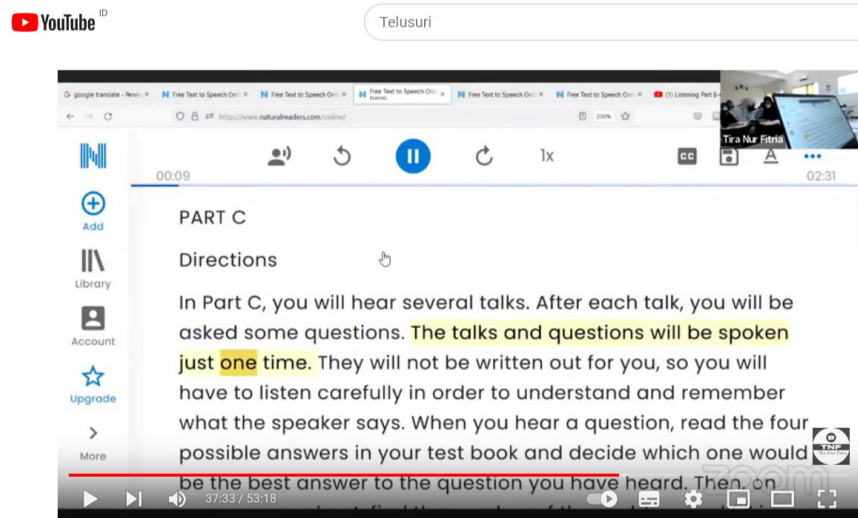 YouTube ID
Telusuri
google translate - Penel
Free Text to Speech Onli
Free Text to Speech Onli
Free Text to Speech Onli
PLAYING
Free Text to Speech Onli
Free Text to Speech Onli
(1) Listening Part B
https://www.naturalreaders.com/online/
200%
Tira Nur Fitria
1x
CC
A
00:09
02:31
Add
Library
Account
Upgrade
More
PART C
Directions
In Part C, you will hear several talks. After each talk, you will be
asked some questions. The talks and questions will be spoken
just one time. They will not be written out for you, so you will
have to listen carefully in order to understand and remember
what the speaker says. When you hear a question, read the four
possible answers in your test book and decide which one would
be the best answer to the question you have heard. Then, on
TNF
zoom
37:33 / 53:18